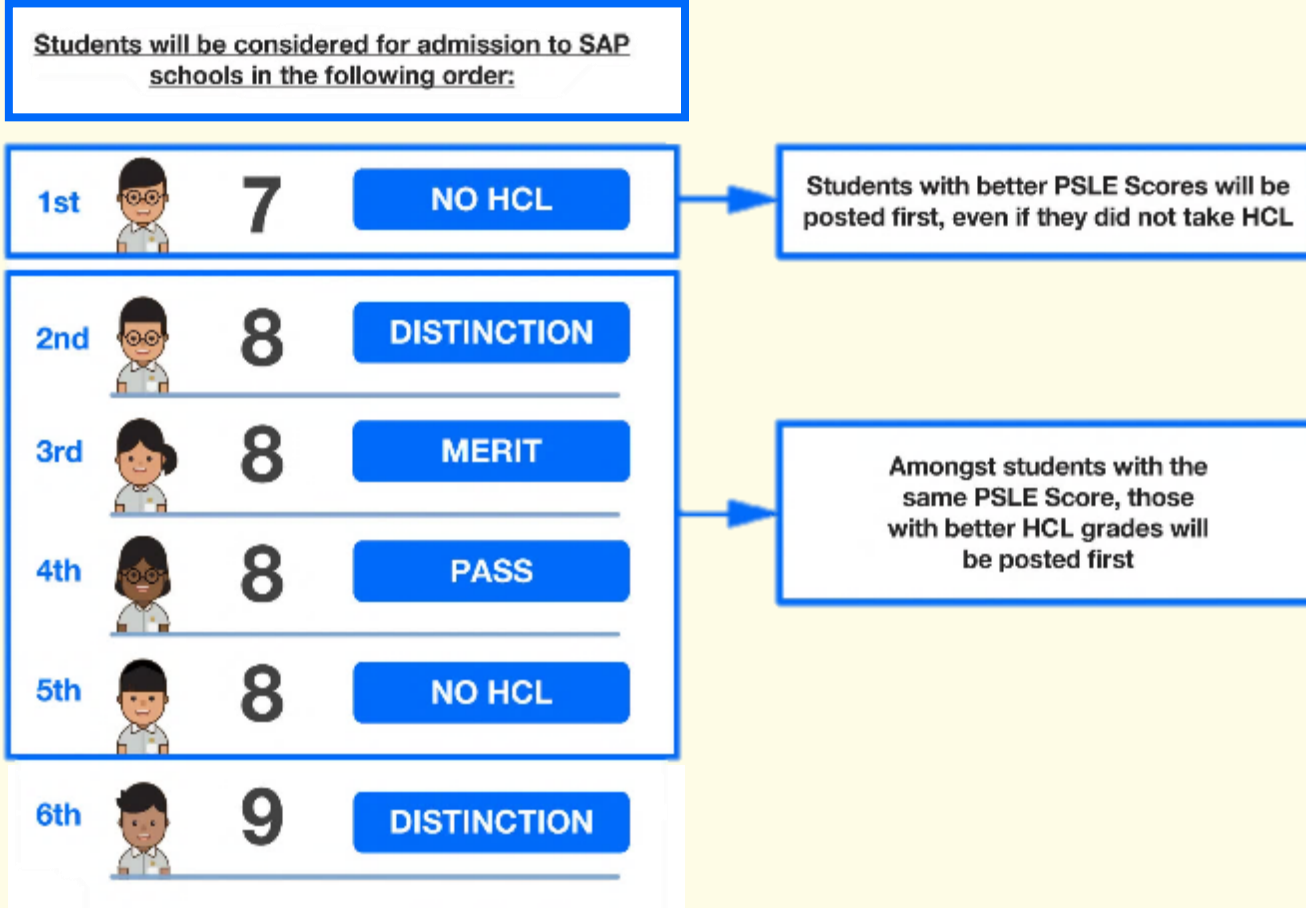 Students will be considered for admission to SAP
schools in the following order:
1st 7 NO HCL
Students with better PSLE Scores will be
posted first, even if they did not take HCL
2nd 8 DISTINCTION
3rd 8 MERIT
Amongst students with the
same PSLE Score, those
with better HCL grades will
be posted first
4th 8 PASS
5th 8 NO HCL
6th 9 DISTINCTION